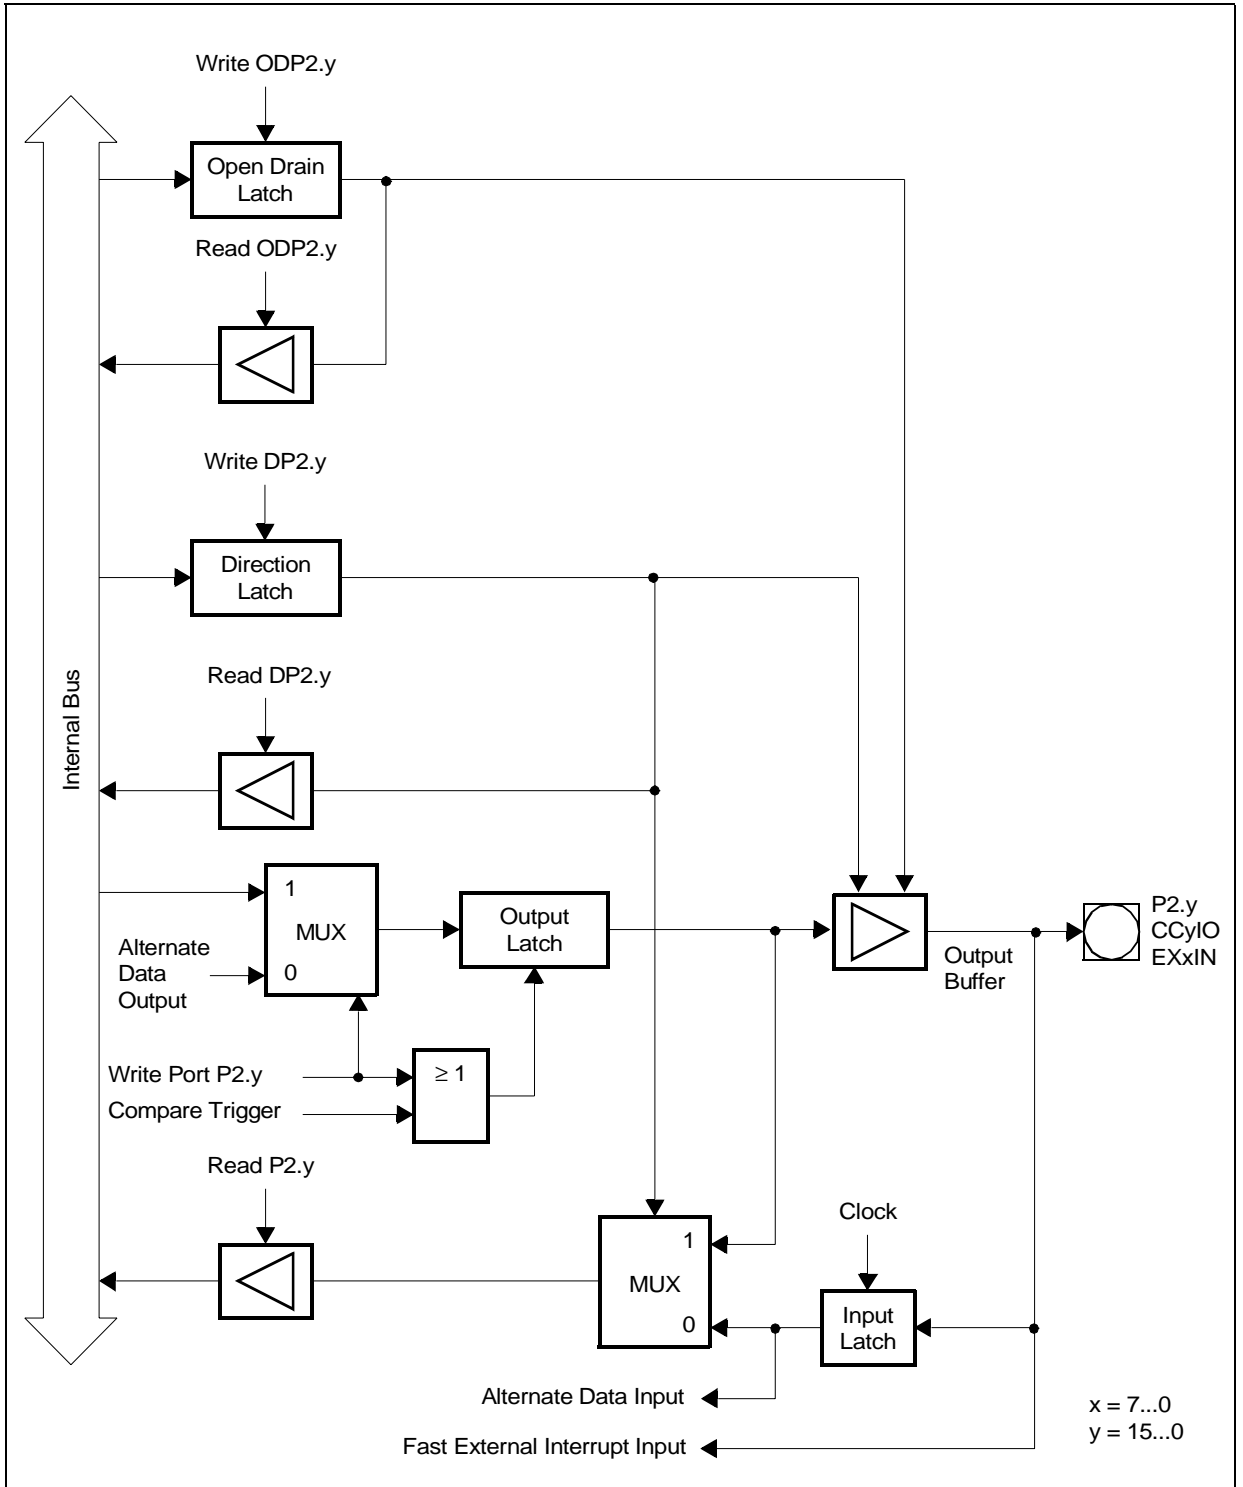 Write ODP2.y
Open Drain
Latch
Read ODP2.y
Write DP2.y
Direction
Latch
Read DP2.y
Internal Bus
1
MUX
0
Alternate
Data
Output
Output
Latch
Output
Buffer
P2.y
CCyIO
EXxIN
Write Port P2.y
≥ 1
Compare Trigger
Read P2.y
Clock
1
MUX
0
Input
Latch
Alternate Data Input
Fast External Interrupt Input
x = 7...0
y = 15...0